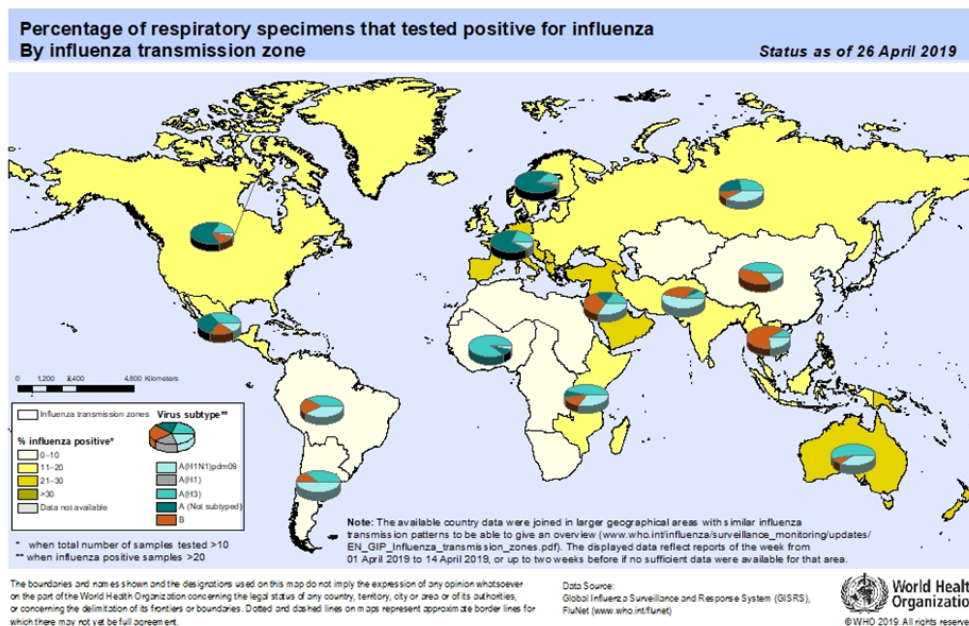 Percentage of respiratory specimens that tested positive for influenza
By influenza transmission zone
Status as of 26 April 2019
0 1,200 2,400 4,800 Kilometers
Influenza transmission zones
Virus subtype**
% influenza positive*
0–10
11–20
21–30
>30
Data not available
A(H1N1)pdm09
A(H1)
A(H3)
A (Not subtyped)
B
* when total number of samples tested >10
** when influenza positive samples >20
Note: The available country data were joined in larger geographical areas with similar influenza
transmission patterns to be able to give an overview (www.who.int/influenza/surveillance_monitoring/updates/
EN_GIP_Influenza_transmission_zones.pdf). The displayed data reflect reports of the week from
01 April 2019 to 14 April 2019, or up to two weeks before if no sufficient data were available for that area.
The boundaries and names shown and the designations used on this map do not imply the expression of any opinion whatsoever
on the part of the World Health Organization concerning the legal status of any country, territory, city or area or of its authorities,
or concerning the delimitation of its frontiers or boundaries. Dotted and dashed lines on maps represent approximate border lines for
which there may not yet be full agreement.
Data Source:
Global Influenza Surveillance and Response System (GISRS),
FluNet (www.who.int/flunet)
World Health
Organizatio
© WHO 2019. All rights reserve